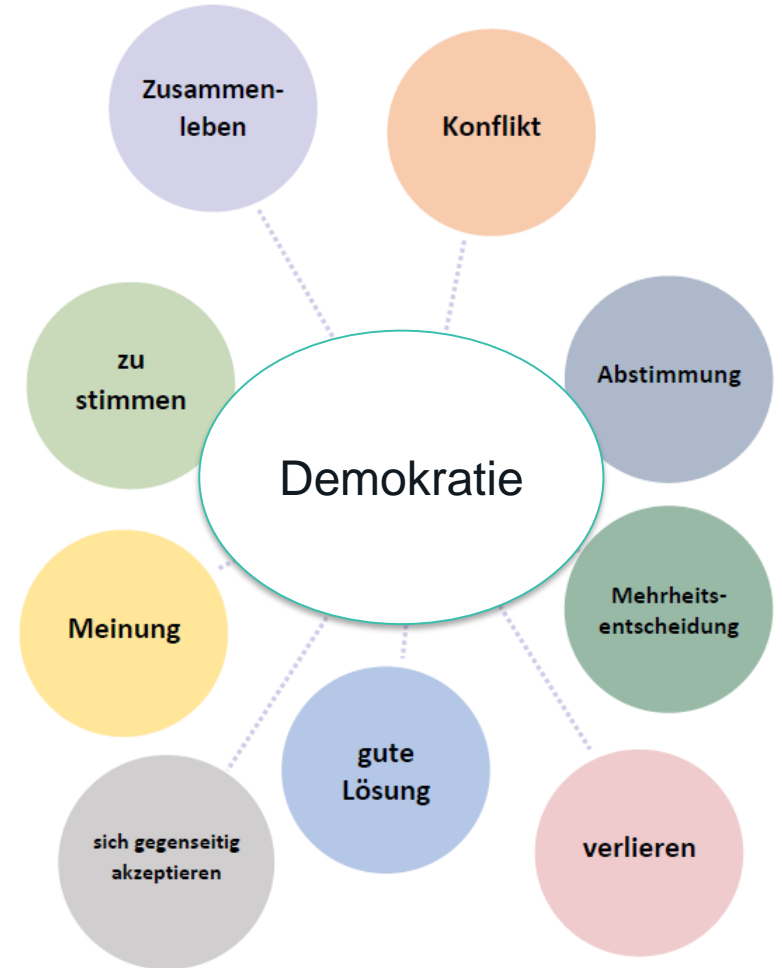 Zusammen-
leben
Konflikt
zu
stimmen
Abstimmung
Demokratie
Meinung
Mehrheits-
entscheidung
gute
Lösung
sich gegenseitig
akzeptieren
verlieren